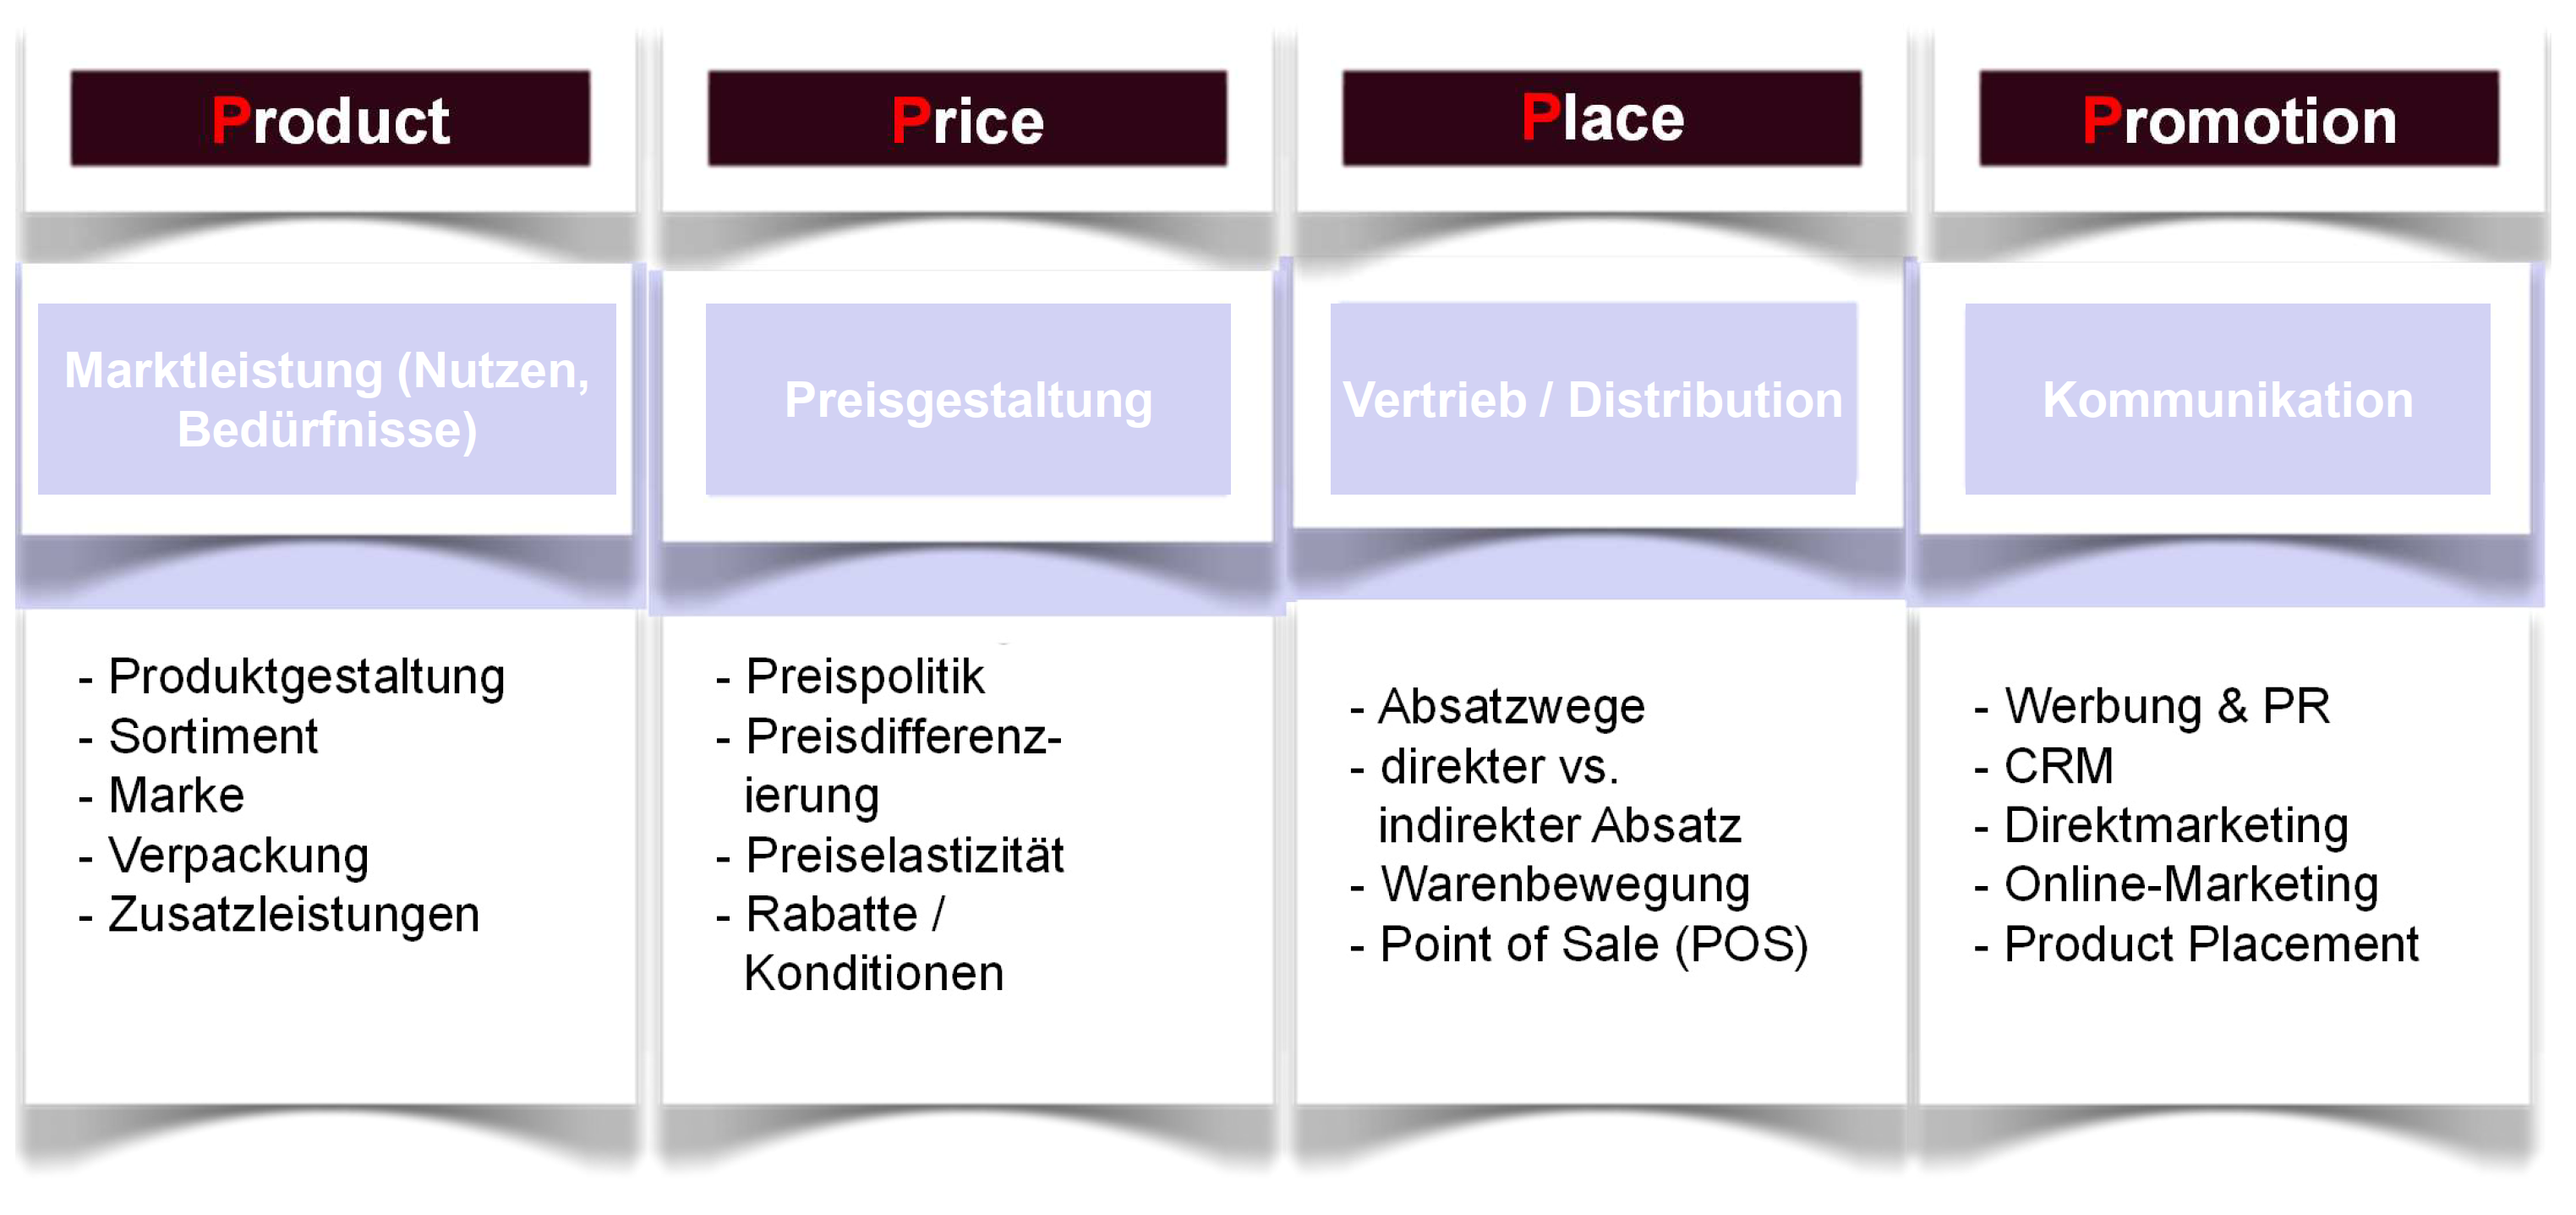 Product
Price
Place
Promotion
Marktleistung (Nutzen,
Bedürfnisse)
Preisgestaltung
Vertrieb / Distribution
Kommunikation
- Produktgestaltung
- Sortiment
- Marke
- Verpackung
- Zusatzleistungen
- Preispolitik
- Preisdifferenz-
ierung
- Preiselastizität
- Rabatte /
Konditionen
- Absatzwege
- direkter vs.
indirekter Absatz
- Warenbewegung
- Point of Sale (POS)
- Werbung & PR
- CRM
- Direktmarketing
- Online-Marketing
- Product Placement